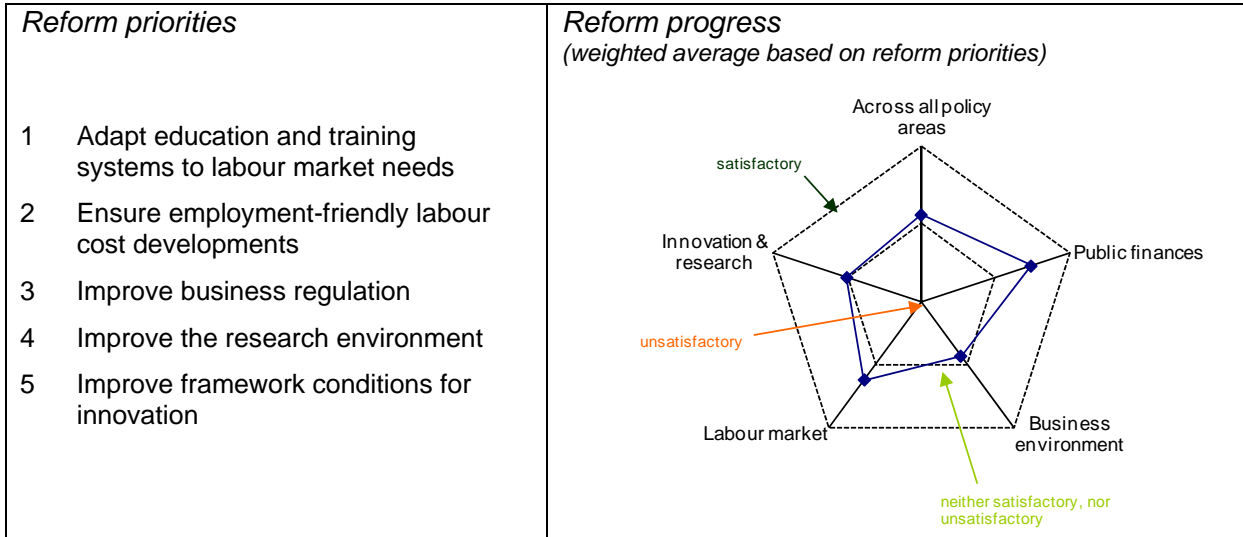 Reform priorities
1 Adapt education and training
systems to labour market needs
2 Ensure employment-friendly labour
cost developments
3 Improve business regulation
4 Improve the research environment
5 Improve framework conditions for
innovation
Reform progress
(weighted average based on reform priorities)
Across all policy
areas
satisfactory
Innovation &
research
Public finances
unsatisfactory
Labour market
Business
environment
neither satisfactory, nor
unsatisfactory